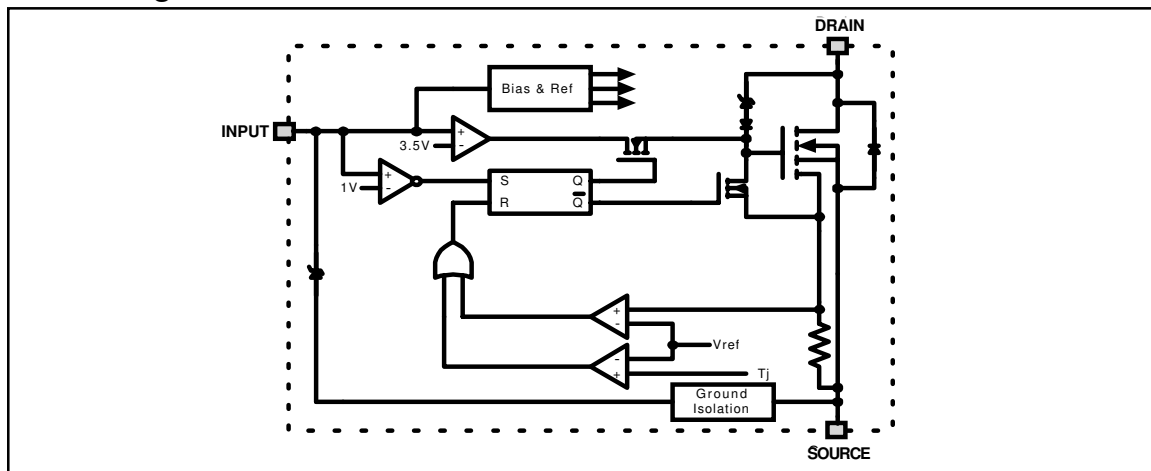 DRAIN
Bias & Ref
INPUT
+
3.5V -
+
1V -
S Q
R Q
+
-
Vref
-
+
Tj
Ground
Isolation
SOURCE